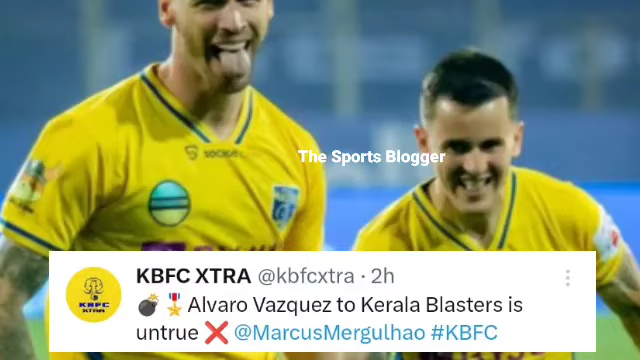 The Sports Blogger
KBFC XTRA @kbfcxtra · 2h
💣🎖️Alvaro Vazquez to Kerala Blasters is
untrue ❌ @MarcusMergulhao #KBFC
KBFC
XTRA